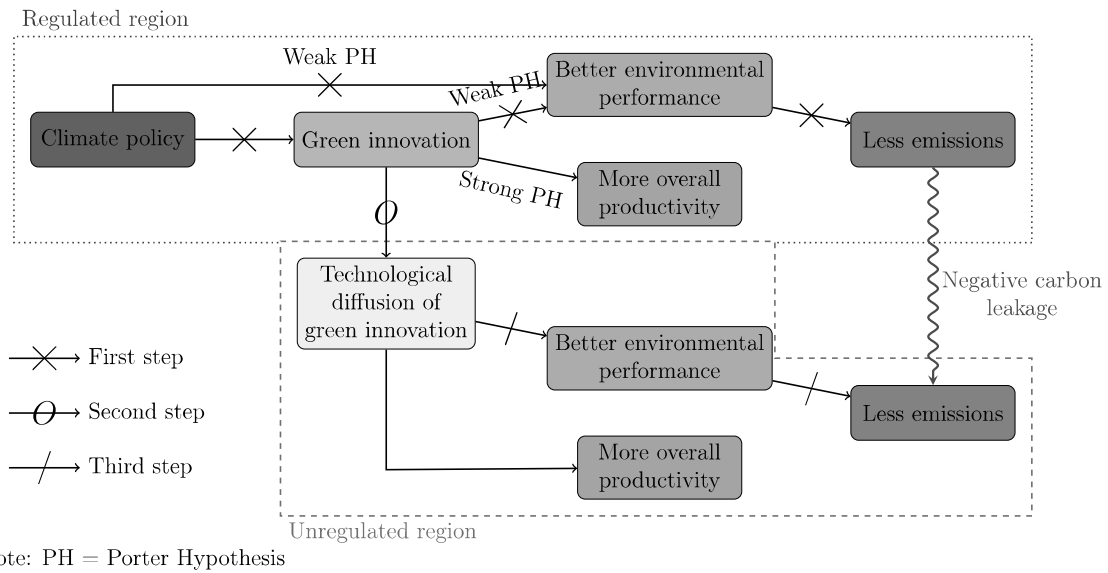 Regulated region
Weak PH
Better environmental
performance
Weak PH
Climate policy
Green innovation
Less emissions
Strong PH
More overall
productivity
O
Technological
diffusion of
green innovation
Negative carbon
leakage
Better environmental
performance
First step
O Second step
Less emissions
Third step
More overall
productivity
Unregulated region
ote: PH = Porter Hypothesis